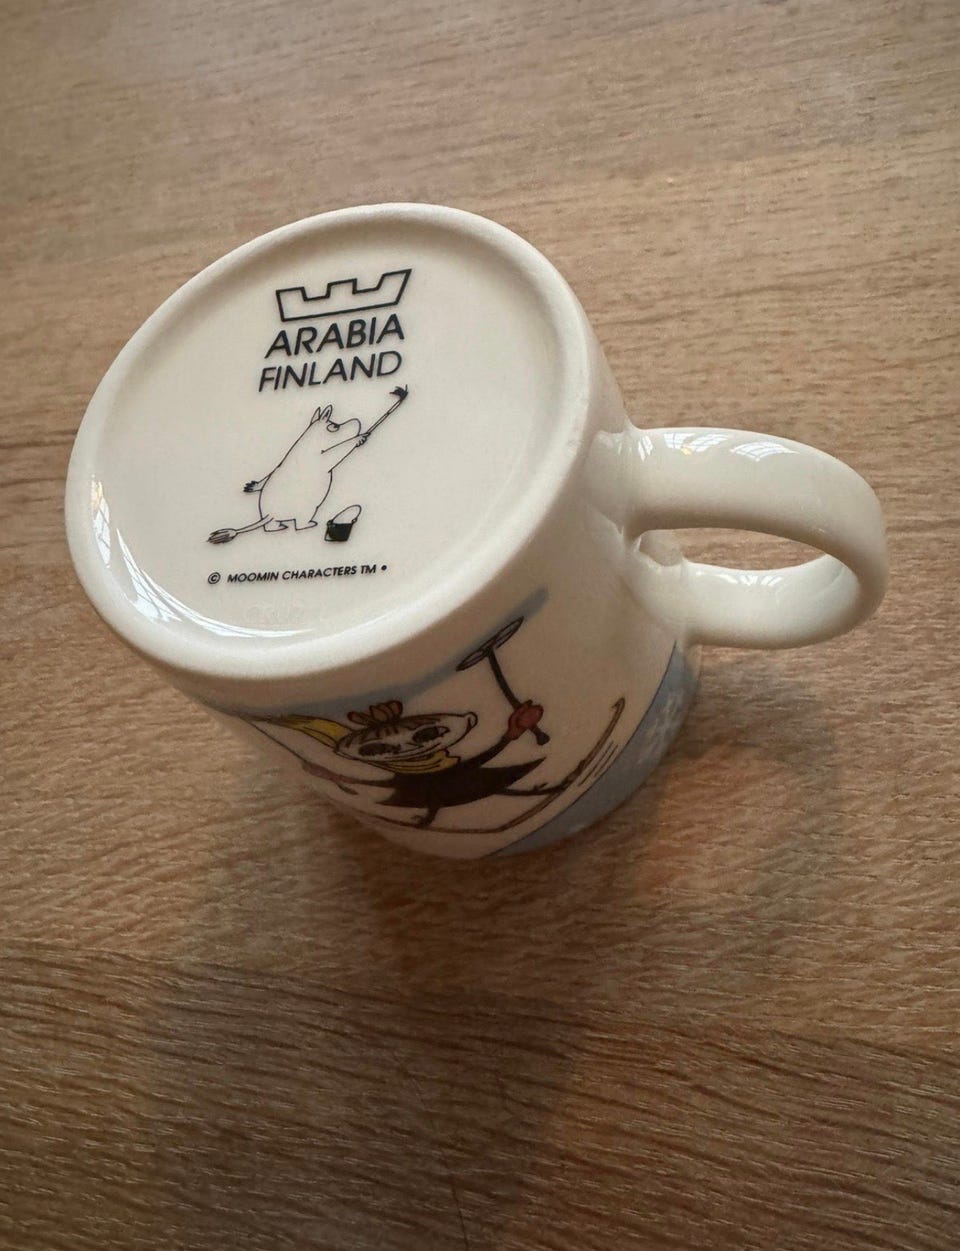 ARABIA
FINLAND
© MOOMIN CHARACTERS TM •